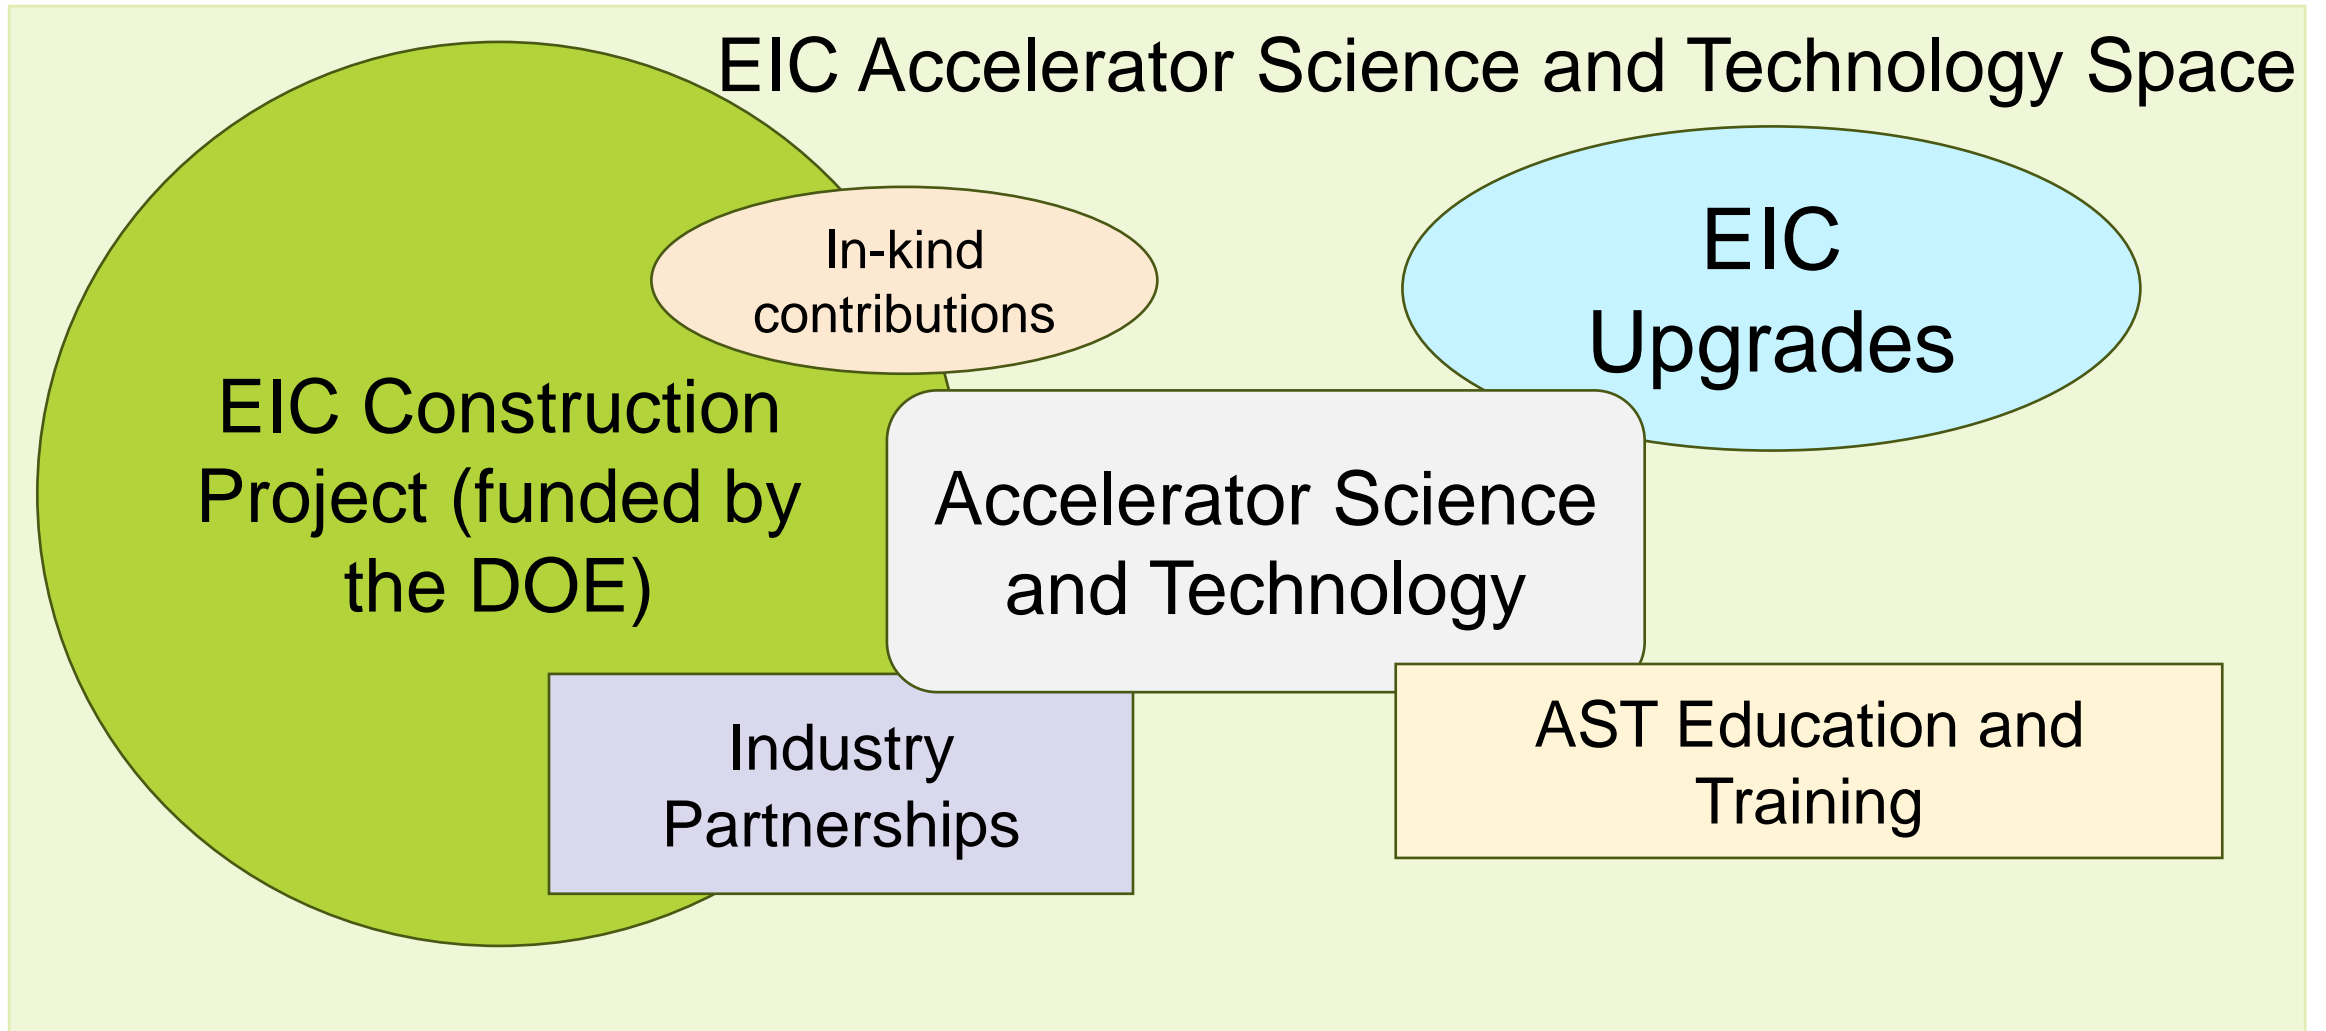 EIC Accelerator Science and Technology Space
In-kind
contributions
EIC
Upgrades
EIC Construction
Project (funded by
the DOE)
Accelerator Science
and Technology
Industry
Partnerships
AST Education and
Training